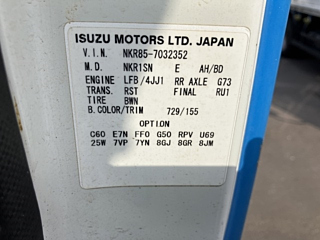 ISUZU MOTORS LTD. JAPAN
V.I.N. NKR85-7032352
M.D. NKR1SN E AH/BD
ENGINE LFB /4JJ1 RR AXLE G73
TRANS. RST FINAL RU1
TIRE BWN
B.COLOR/TRIM 729/155
OPTION
C60 E7N FF0 G50 RPV U69
25W 7VP 7YN 8GJ 8GR 8JM